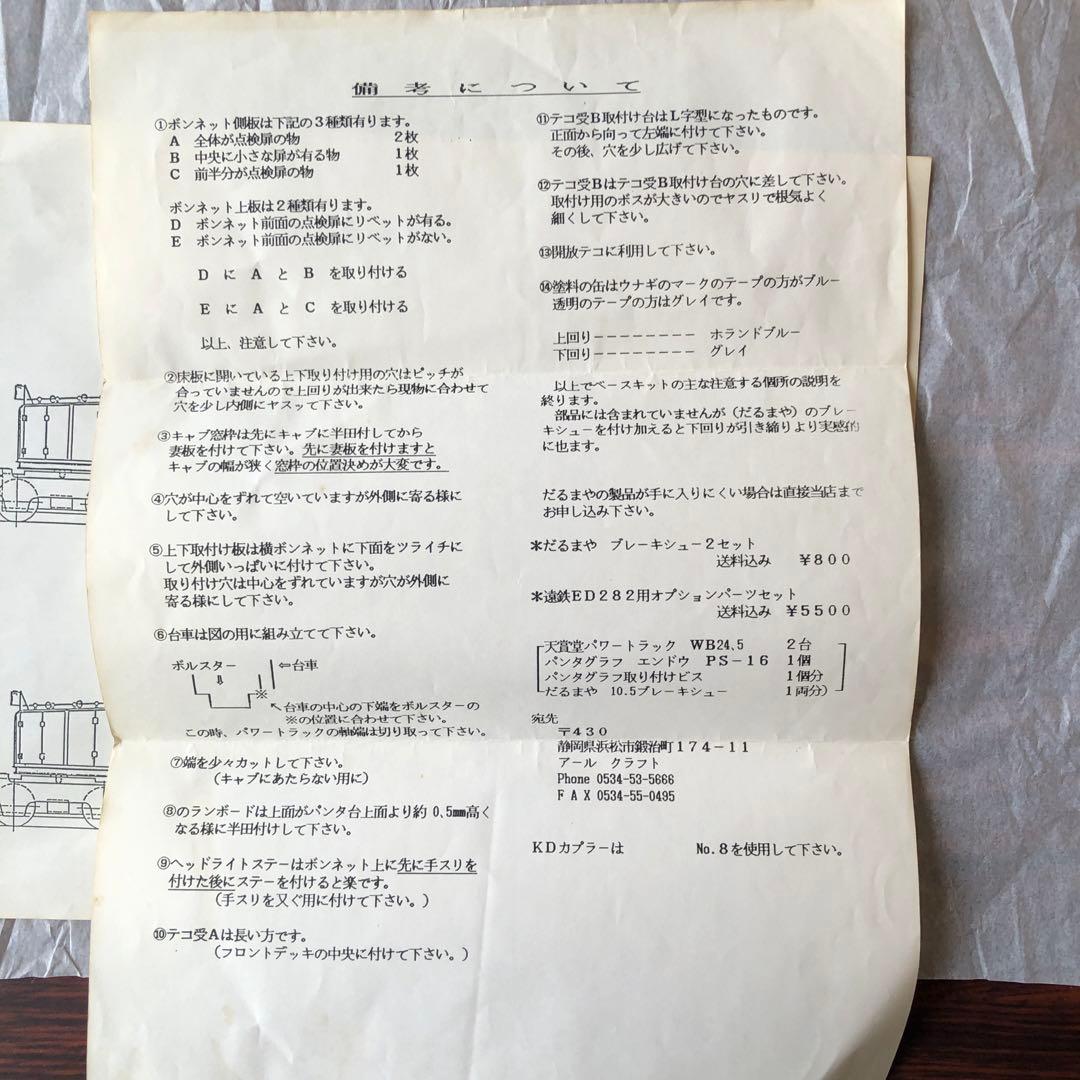 備考について
①ボンネット側板は下記の3種類有ります。
A 全体が点検扉の物 2枚
B 中央に小さな扉が有る物 1枚
C 前半分が点検扉の物 1枚
ボンネット上板は2種類有ります。
D ボンネット前面の点検扉にリベットが有る。
E ボンネット前面の点検扉にリベットがない。
D に A と B を取り付ける
E に A と C を取り付ける
以上、注意して下さい。
②床板に開いている上下取り付け用の穴はピッチが
合っていませんので上回りが出来たら現物に合わせて
穴を少し内側にヤスッて下さい。
③キャブ窓枠は先にキャブに半田付してから
妻板を付けて下さい。先に妻板を付けますと
キャブの幅が狭く窓枠の位置決めが大変です。
④穴が中心をずれて空いていますが外側に寄る様に
して下さい。
⑤上下取付け板は横ボンネットに下面をツライチに
して外側いっぱいに付けて下さい。
取り付け穴は中心をずれていますが穴が外側に
寄る様にして下さい。
⑥台車は図の用に組み立てて下さい。
ボルスター ⇦台車
⇩
※
↖台車の中心の下端をボルスターの
※の位置に合わせて下さい。
この時、パワートラックの軸端は切り取って下さい。
⑦端を少々カットして下さい。
(キャブにあたらない用に)
⑧のランボードは上面がパンタ台上面より約 0.5mm高く
なる様に半田付けして下さい。
⑨ヘッドライトステーはボンネット上に先に手スリを
付けた後にステーを付けると楽です。
(手スリを又ぐ用に付けて下さい。)
⑩テコ受Aは長い方です。
(フロントデッキの中央に付けて下さい。)
⑪テコ受B取付け台はL字型になったものです。
正面から向って左端に付けて下さい。
その後、穴を少し広げて下さい。
⑫テコ受Bはテコ受B取付け台の穴に差して下さい。
取付け用のボスが大きいのでヤスリで根気よく
細くして下さい。
⑬開放テコに利用して下さい。
⑭塗料の缶はウナギのマークのテープの方がブルー
透明のテープの方はグレイです。
上回り-------- ホランドブルー
下回り-------- グレイ
以上でベースキットの主な注意する個所の説明を
終ります。
部品には含まれていませんが(だるまや)のブレー
キシューを付け加えると下回りが引き締りより実感的
に也ます。
だるまやの製品が手に入りにくい場合は直接当店まで
お申し込み下さい。
*だるまや ブレーキシュー2セット
送料込み ¥800
*遠鉄ED282用オプションパーツセット
送料込み ¥5500
天賞堂パワートラック WB24.5 2台
パンタグラフ エンドウ PS-16 1個
パンタグラフ取り付けビス 1個分
だるまや 10.5ブレーキシュー 1両分)
宛先
〒430
静岡県浜松市鍛冶町174-11
アール クラフト
Phone 0534-53-5666
FAX 0534-55-0495
KDカプラーは No.8を使用して下さい。